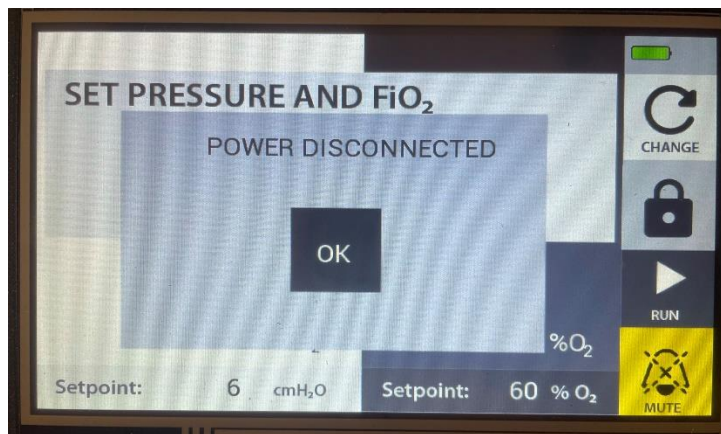 SET PRESSURE AND FiO₂
POWER DISCONNECTED
OK
CHANGE
RUN
%O₂
Setpoint: 6 cmH₂O
Setpoint: 60 % O₂
MUTE